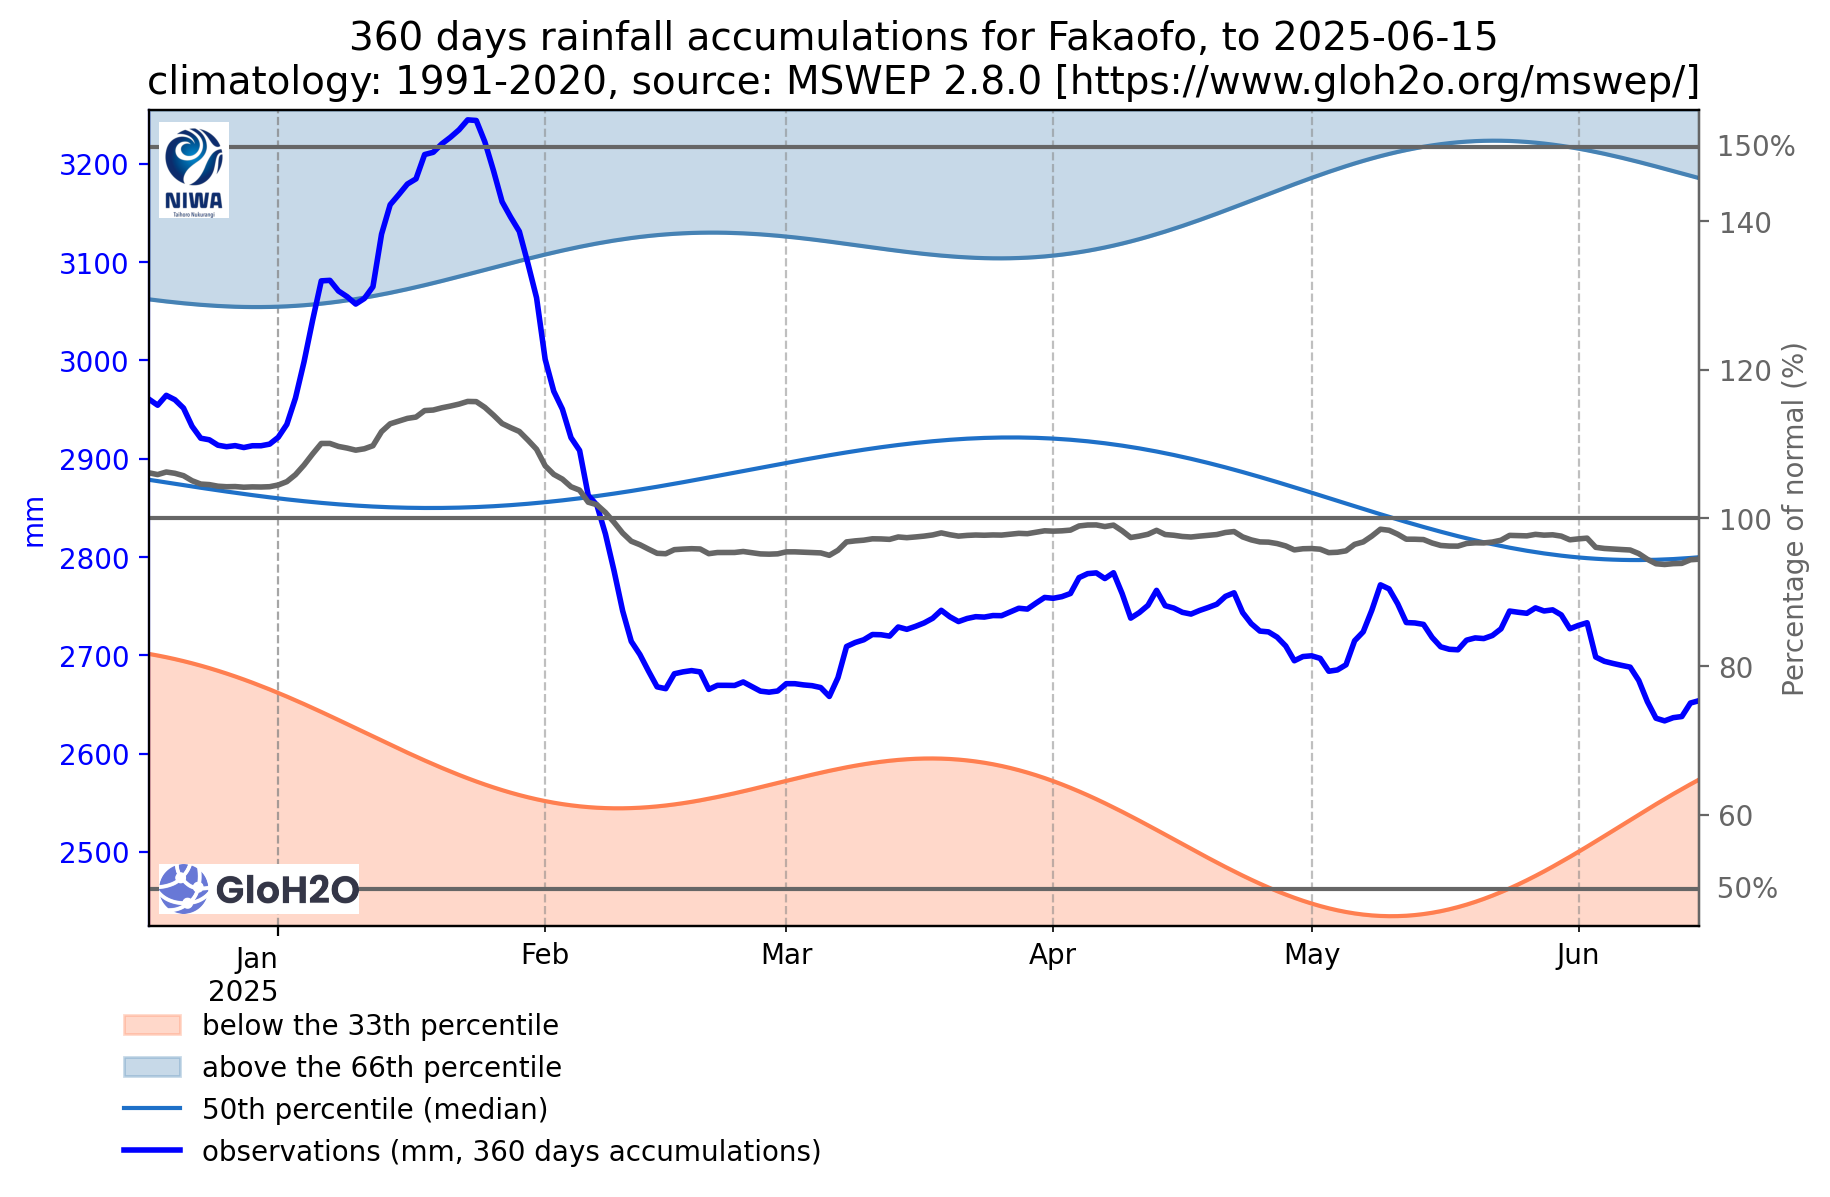 360 days rainfall accumulations for Fakaofo, to 2025-06-15
climatology: 1991-2020, source: MSWEP 2.8.0 [https://www.gloh2o.org/mswep/]
NIWA
Taihoro Nukurangi
3200
3100
3000
2900
2800
2700
2600
2500
mm
150%
140
120
100
80
60
50%
Percentage of normal (%)
GloH2O
Jan
2025
Feb
Mar
Apr
May
Jun
below the 33th percentile
above the 66th percentile
50th percentile (median)
observations (mm, 360 days accumulations)